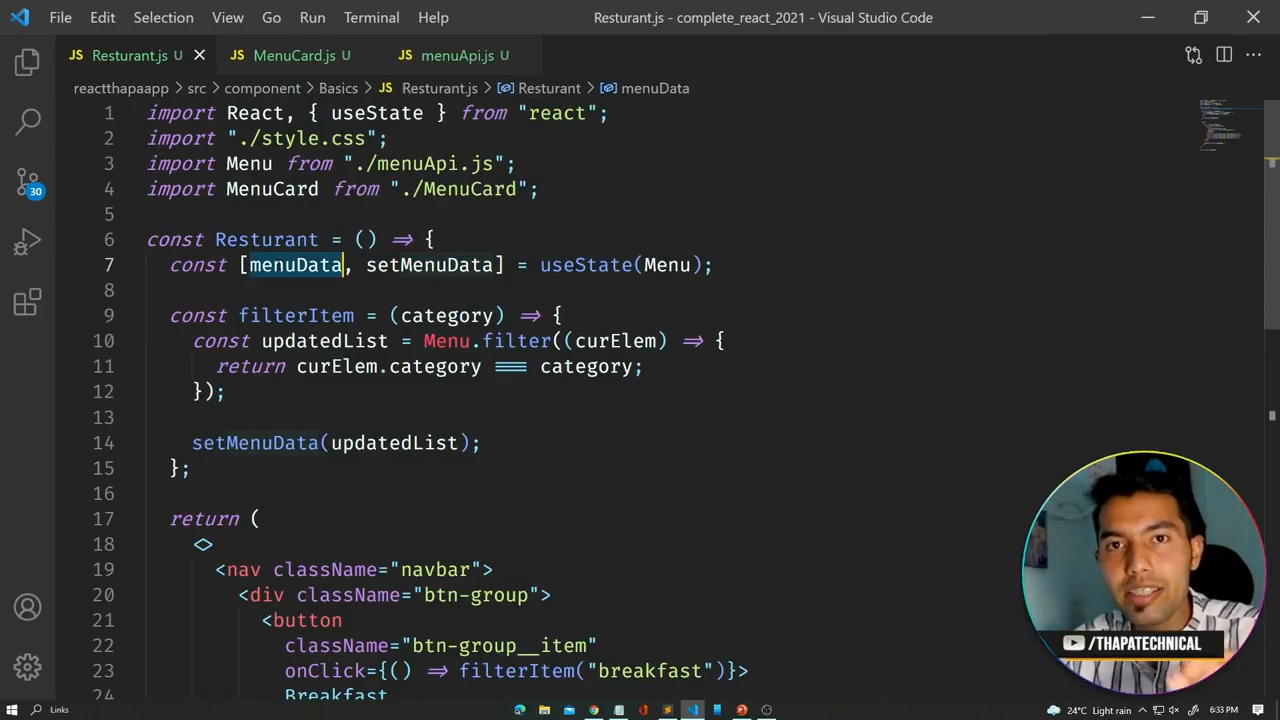 File Edit Selection View Go Run Terminal Help Resturant.js - complete_react_2021 - Visual Studio Code
JS Resturant.js U JS MenuCard.js U JS menuApi.js U
reactthapaapp > src > component > Basics > JS Resturant.js > Resturant > menuData
1 import React, { useState } from "react";
2 import "./style.css";
3 import Menu from "./menuApi.js";
4 import MenuCard from "./MenuCard";
5
6 const Resturant = () => {
7 const [menuData, setMenuData] = useState(Menu);
8
9 const filterItem = (category) => {
10 const updatedList = Menu.filter((curElem) => {
11 return curElem.category === category;
12 });
13
14 setMenuData(updatedList);
15 };
16
17 return (
18 <>
19 <nav className="navbar">
20 <div className="btn-group">
21 <button
22 className="btn-group__item"
23 onClick={() => filterItem("breakfast")}>
24 Breakfast
30
/THAPATECHNICAL
Links 24°C Light rain 6:33 PM